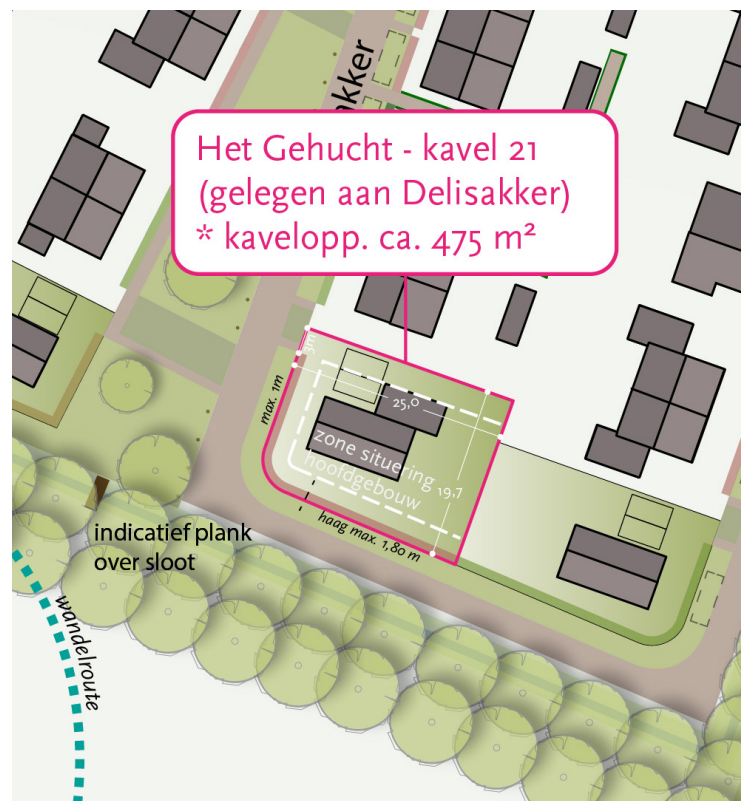 akker
Het Gehucht - kavel 21
(gelegen aan Delisakker)
* kavelopp. ca. 475 m²
3m
max. 1m
25,0
zone situering
hoofdgebouw
19,7
haag max. 1,80 m
indicatief plank
over sloot
wandelroute